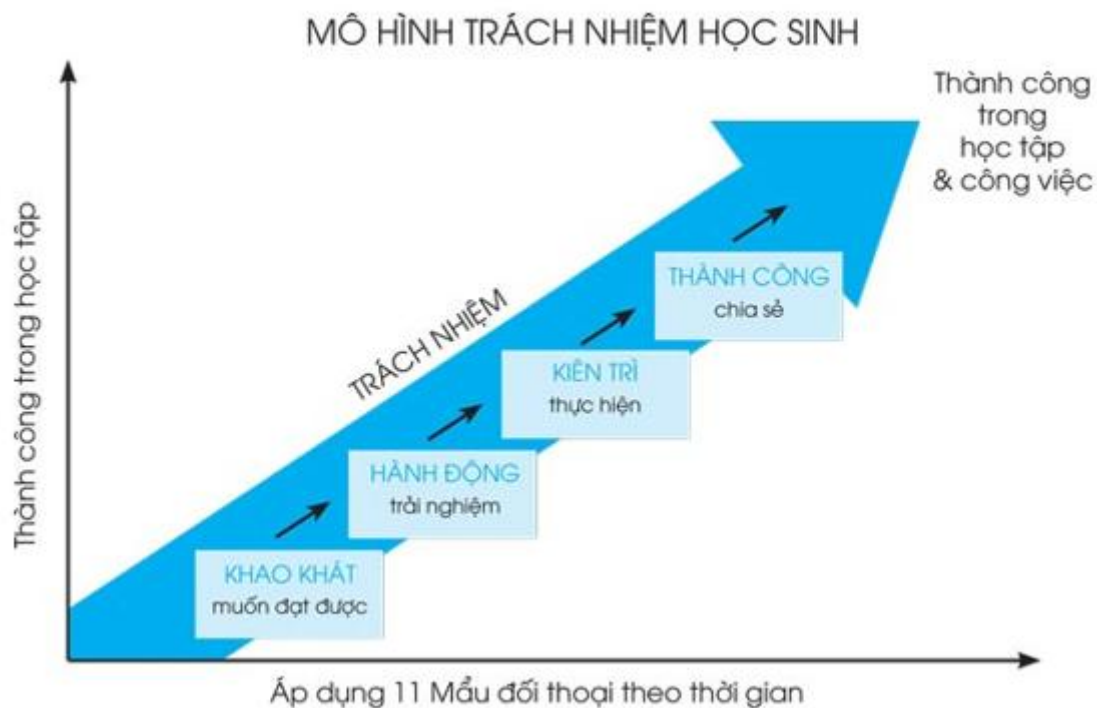 MÔ HÌNH TRÁCH NHIỆM HỌC SINH
Thành công
trong
học tập
& công việc
Thành công trong học tập
TRÁCH NHIỆM
THÀNH CÔNG
chia sẻ
KIÊN TRÌ
thực hiện
HÀNH ĐỘNG
trải nghiệm
KHAO KHÁT
muốn đạt được
Áp dụng 11 Mẫu đối thoại theo thời gian